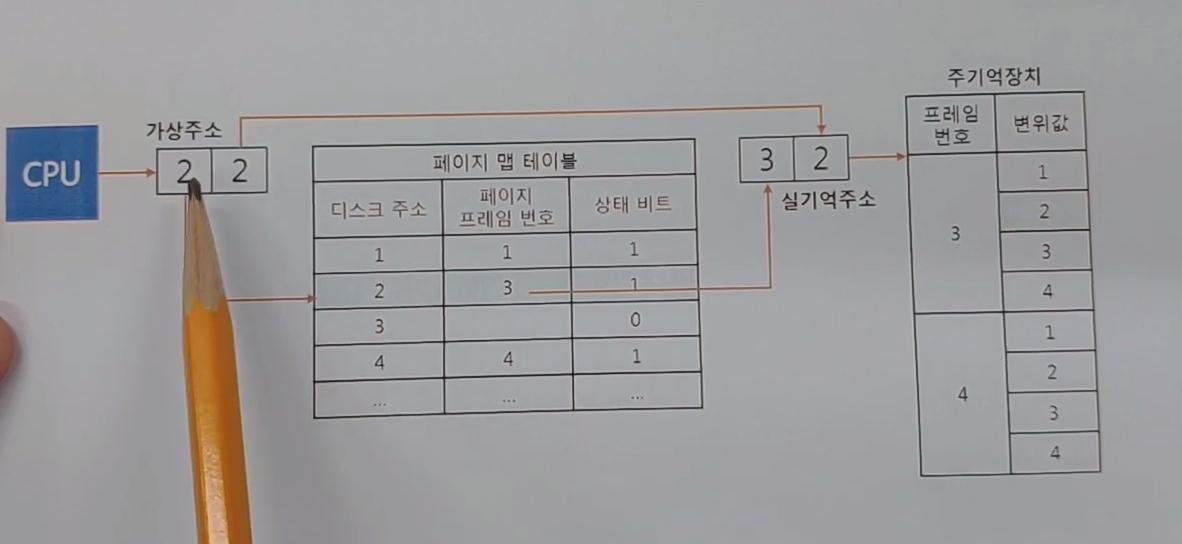 주기억장치
프레임
번호
변위값
가상주소
CPU
2 2
페이지 맵 테이블
디스크 주소
페이지
프레임 번호
상태 비트
1 1 1
2 3 1
3 0
4 4 1
... ... ...
3 2
실기억주소
3
1
2
3
4
4
1
2
3
4